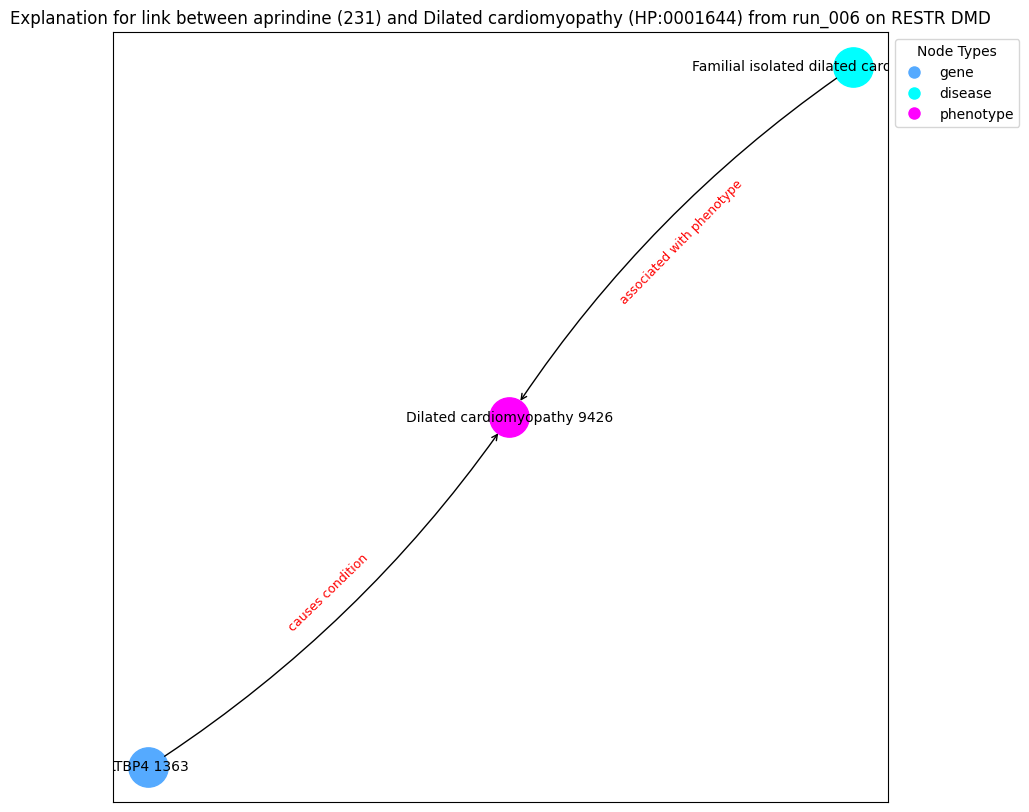 Explanation for link between aprindine (231) and Dilated cardiomyopathy (HP:0001644) from run_006 on RESTR DMD
Node Types
gene
disease
phenotype
Familial isolated dilated card
associated with phenotype
Dilated cardiomyopathy 9426
causes condition
LTBP4 1363